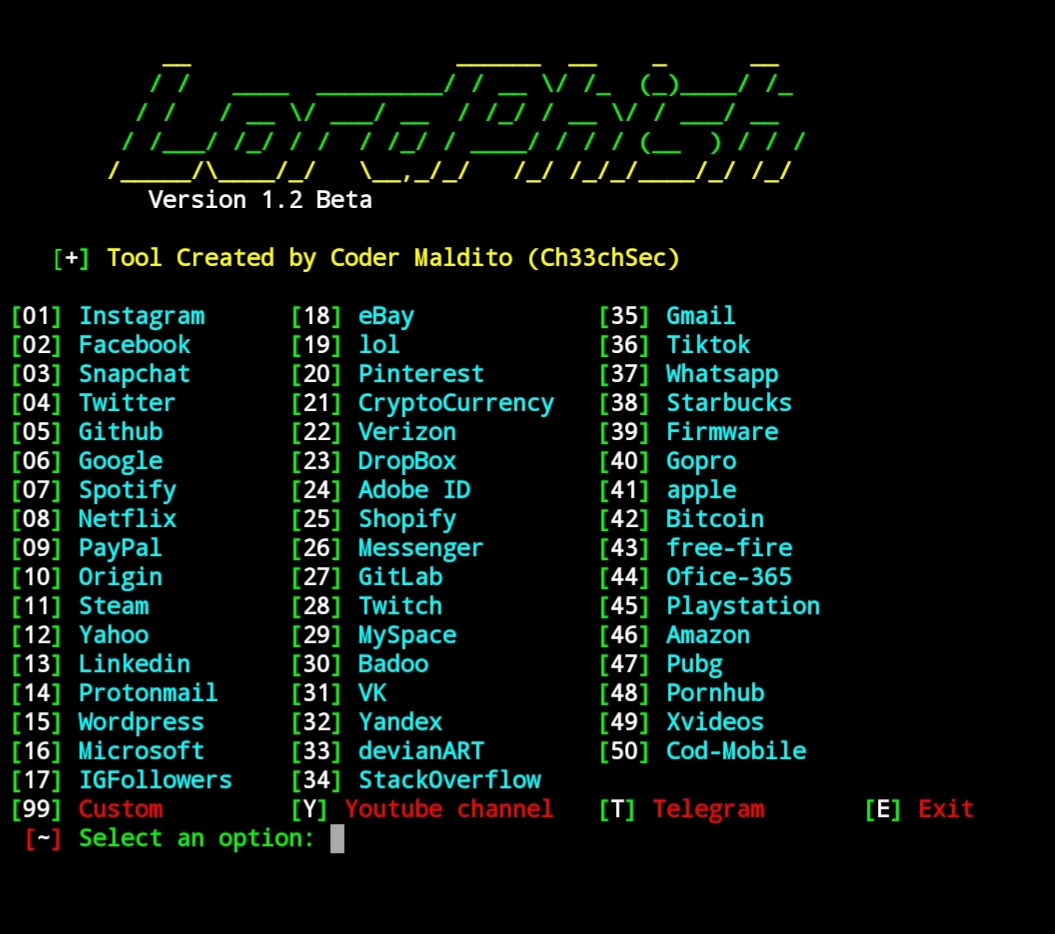 LordPhish
Version 1.2 Beta
[+] Tool Created by Coder Maldito (Ch33chSec)
[01] Instagram [18] eBay [35] Gmail
[02] Facebook [19] lol [36] Tiktok
[03] Snapchat [20] Pinterest [37] Whatsapp
[04] Twitter [21] CryptoCurrency [38] Starbucks
[05] Github [22] Verizon [39] Firmware
[06] Google [23] DropBox [40] Gopro
[07] Spotify [24] Adobe ID [41] apple
[08] Netflix [25] Shopify [42] Bitcoin
[09] PayPal [26] Messenger [43] free-fire
[10] Origin [27] GitLab [44] Ofice-365
[11] Steam [28] Twitch [45] Playstation
[12] Yahoo [29] MySpace [46] Amazon
[13] Linkedin [30] Badoo [47] Pubg
[14] Protonmail [31] VK [48] Pornhub
[15] Wordpress [32] Yandex [49] Xvideos
[16] Microsoft [33] devianART [50] Cod-Mobile
[17] IGFollowers [34] StackOverflow
[99] Custom [Y] Youtube channel [T] Telegram [E] Exit
[~] Select an option: